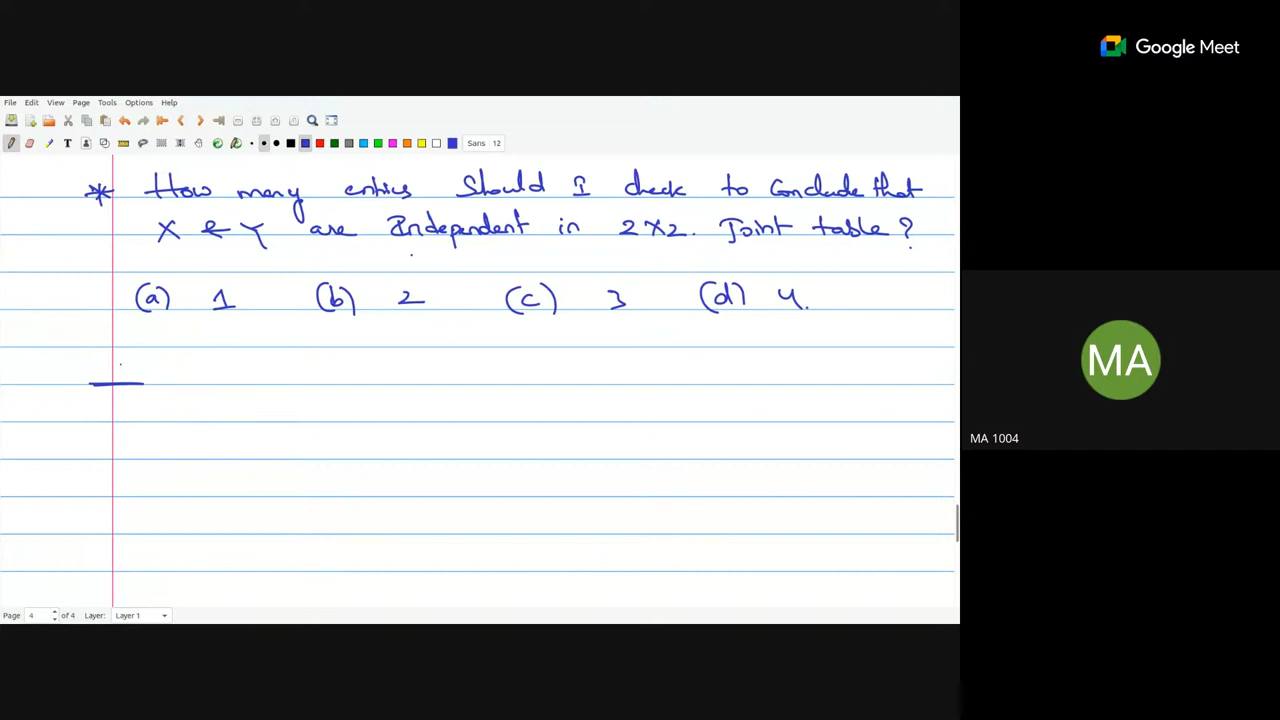 Google Meet
File Edit View Page Tools Options Help
T Sans 12
* How many entries should I check to conclude that
X & Y are Independent in 2x2. Joint table?
(a) 1 (b) 2 (c) 3 (d) 4.
MA
MA 1004
Page 4 of 4 Layer: Layer 1